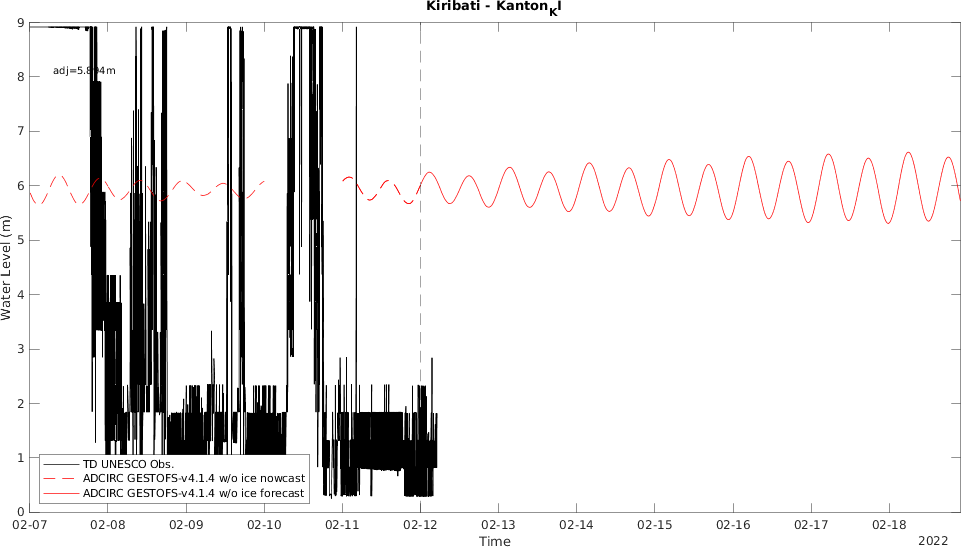 Kiribati - Kanton_KI
9
8
7
6
5
4
3
2
1
0
Water Level (m)
adj=5.894m
TD UNESCO Obs.
ADCIRC GESTOFS-v4.1.4 w/o ice nowcast
ADCIRC GESTOFS-v4.1.4 w/o ice forecast
02-07 02-08 02-09 02-10 02-11 02-12 02-13 02-14 02-15 02-16 02-17 02-18
Time
2022